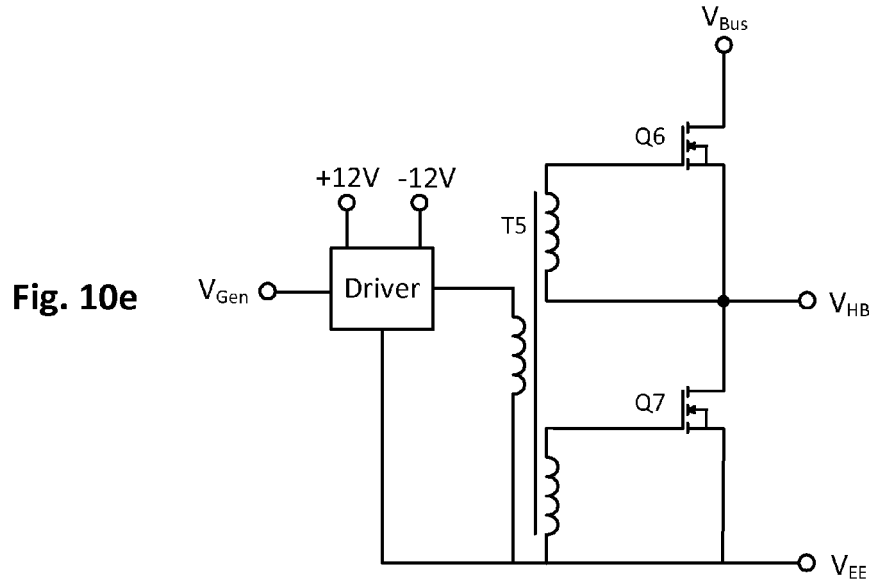 V_Bus
Q6
+12V -12V
T5
Fig. 10e
V_Gen
Driver
V_HB
Q7
V_EE